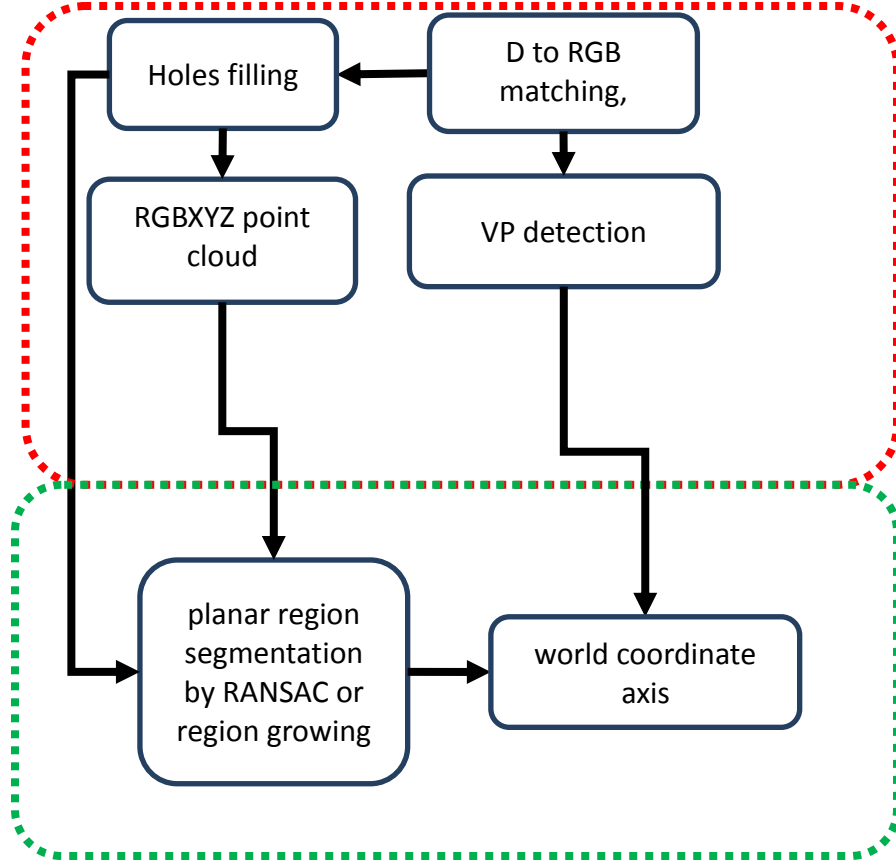 Holes filling
D to RGB
matching,
RGBXYZ point
cloud
VP detection
planar region
segmentation
by RANSAC or
region growing
world coordinate
axis